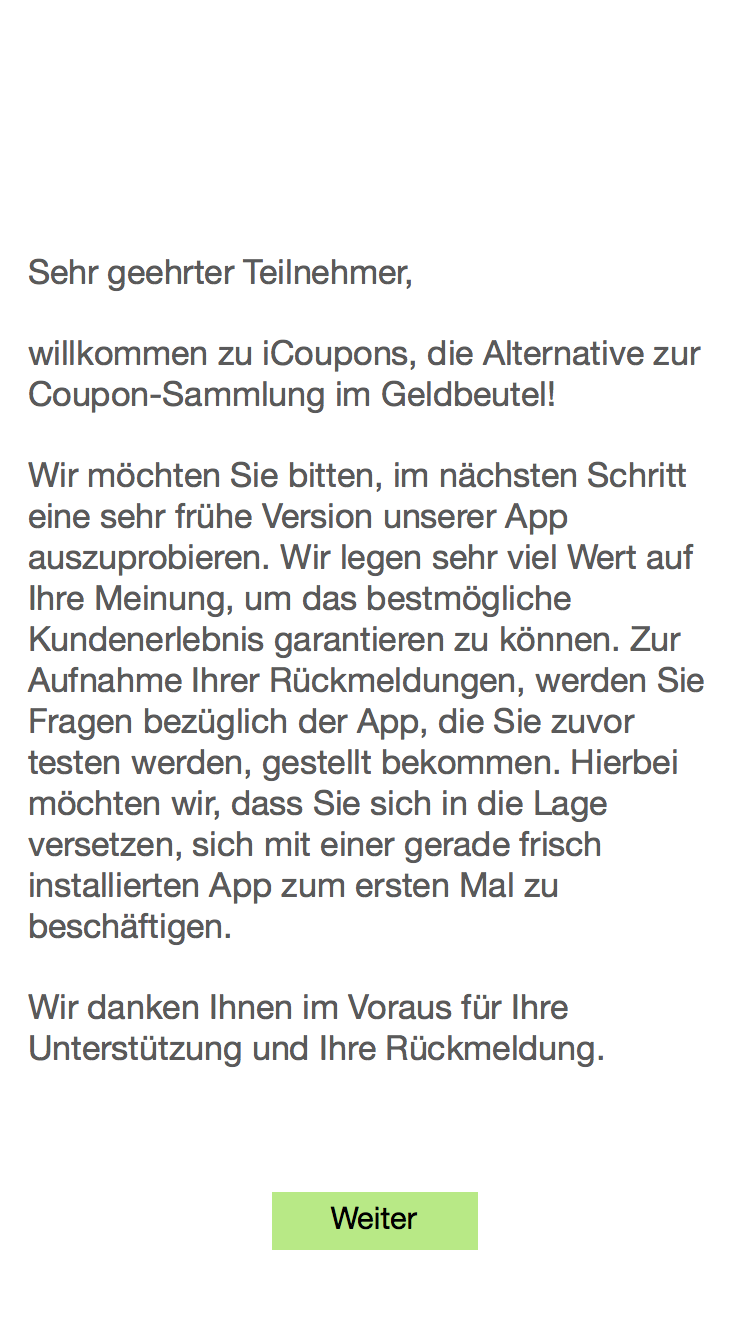 Sehr geehrter Teilnehmer,
willkommen zu iCoupons, die Alternative zur
Coupon-Sammlung im Geldbeutel!
Wir möchten Sie bitten, im nächsten Schritt
eine sehr frühe Version unserer App
auszuprobieren. Wir legen sehr viel Wert auf
Ihre Meinung, um das bestmögliche
Kundenerlebnis garantieren zu können. Zur
Aufnahme Ihrer Rückmeldungen, werden Sie
Fragen bezüglich der App, die Sie zuvor
testen werden, gestellt bekommen. Hierbei
möchten wir, dass Sie sich in die Lage
versetzen, sich mit einer gerade frisch
installierten App zum ersten Mal zu
beschäftigen.
Wir danken Ihnen im Voraus für Ihre
Unterstützung und Ihre Rückmeldung.
Weiter